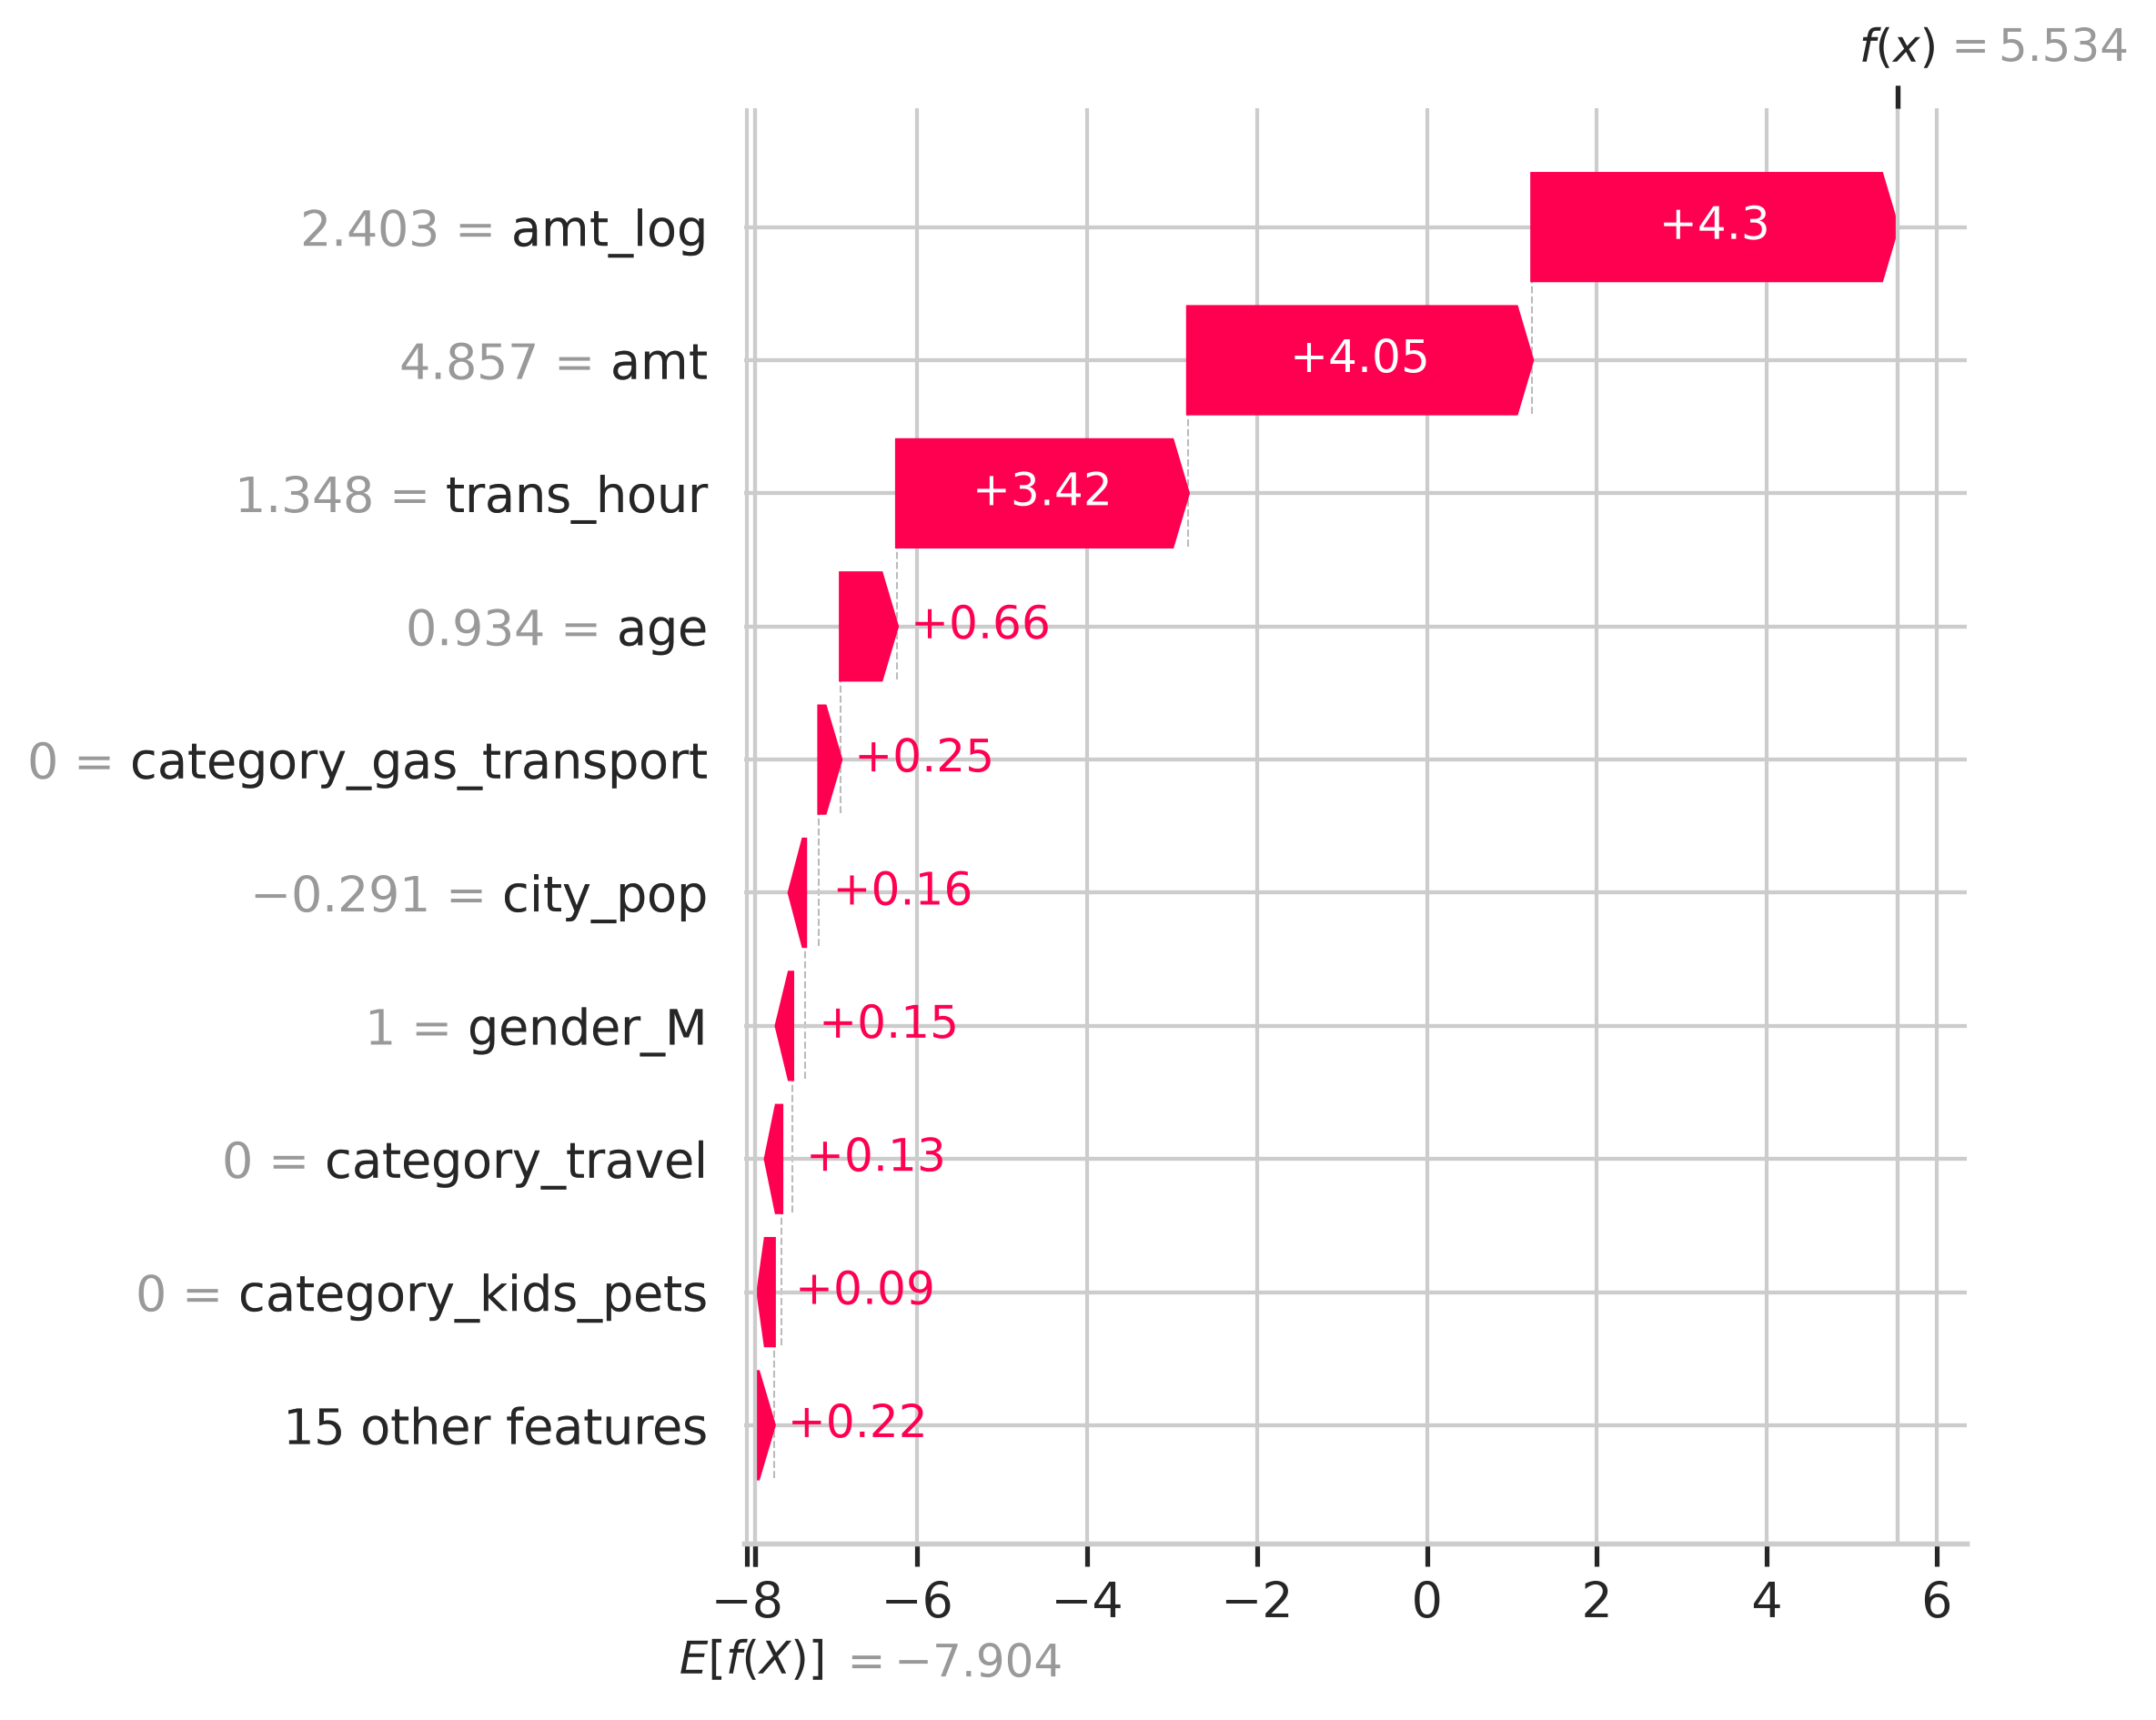 f(x) = 5.534
2.403 = amt_log +4.3
4.857 = amt +4.05
1.348 = trans_hour +3.42
0.934 = age +0.66
0 = category_gas_transport +0.25
−0.291 = city_pop +0.16
1 = gender_M +0.15
0 = category_travel +0.13
0 = category_kids_pets +0.09
15 other features +0.22
−8 −6 −4 −2 0 2 4 6
E[f(X)] = −7.904